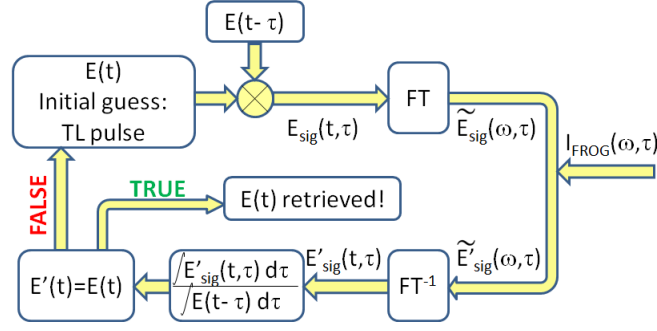 E(t- τ)
E(t)
Initial guess:
TL pulse
FT
E_sig(t,τ)
Ẽ_sig(ω,τ)
I_FROG(ω,τ)
FALSE
TRUE
E(t) retrieved!
E'(t)=E(t)
∫E'_sig(t,τ) dτ
∫E(t- τ) dτ
E'_sig(t,τ)
FT⁻¹
Ẽ'_sig(ω,τ)